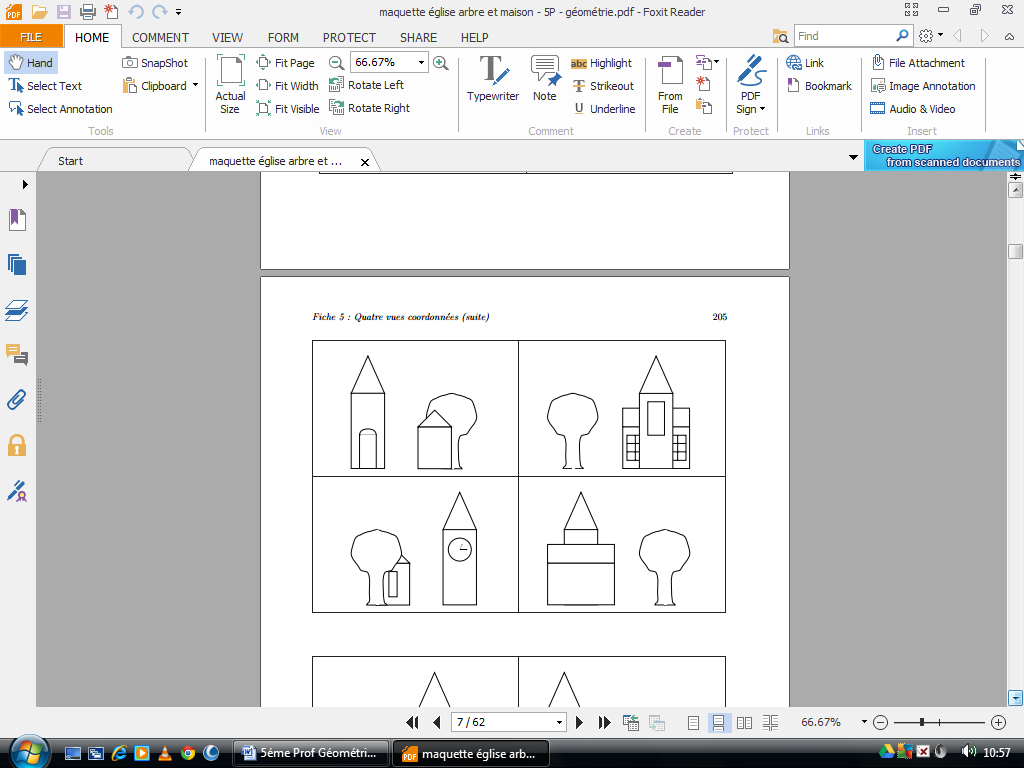 maquette église arbre et maison - 5P - géométrie.pdf - Foxit Reader
FILE HOME COMMENT VIEW FORM PROTECT SHARE HELP Find
Hand SnapShot Fit Page 66.67% Rotate Left Highlight Link File Attachment
Select Text Clipboard Fit Width Strikeout Bookmark Image Annotation
Select Annotation Actual Size Fit Visible Rotate Right Typewriter Note Underline From File PDF Sign Audio & Video
Tools View Comment Create Protect Links Insert
Start maquette église arbre et ... x
Create PDF
from scanned documents
Fiche 5 : Quatre vues coordonnées (suite) 205
7 / 62 66.67%
5éme Prof Géométri... maquette église arb... 10:57